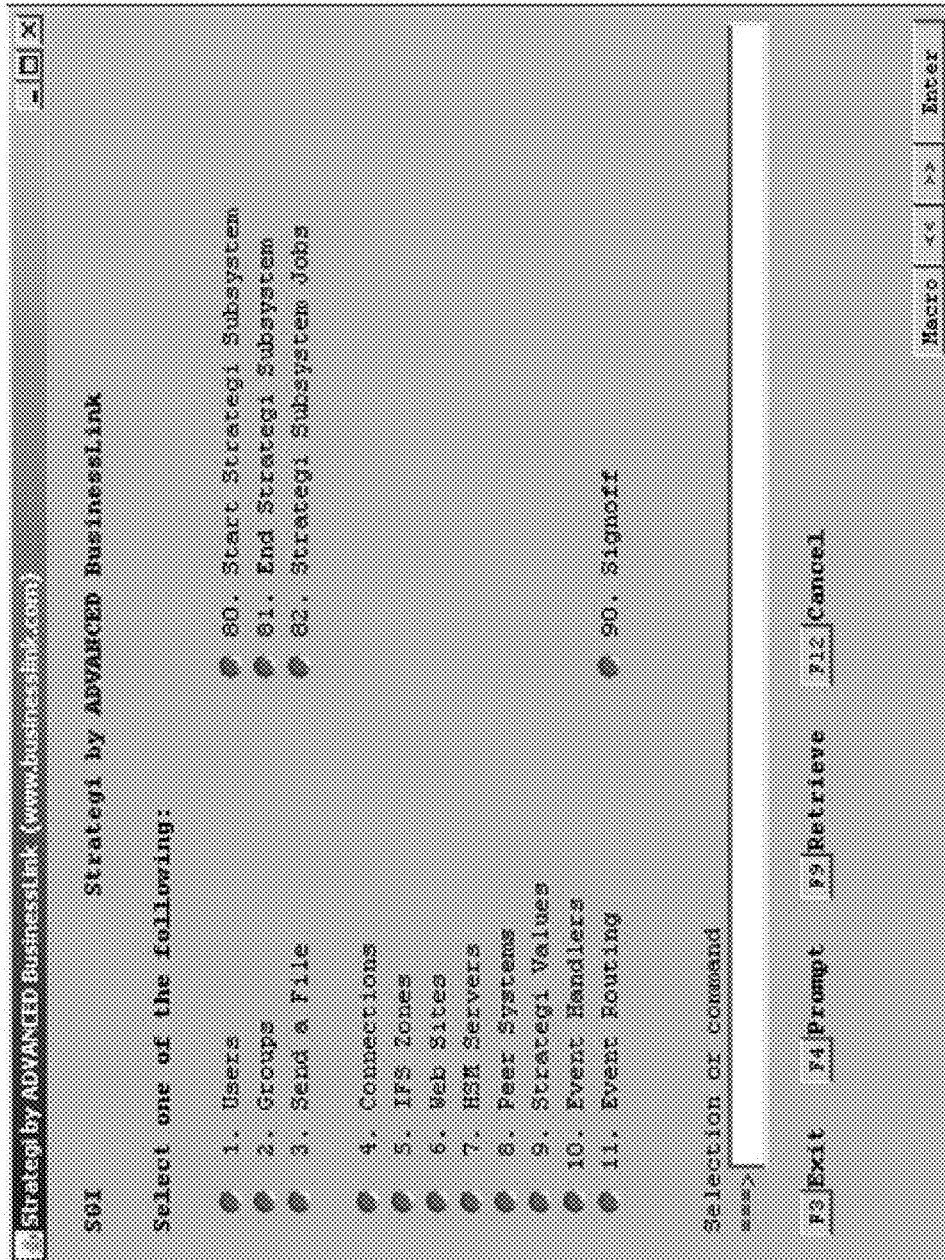 Strategi by ADVANCED BusinessLink (www.businesslink.com)
SGI Strategi by ADVANCED BusinessLink
Select one of the following:
1. Users 80. Start Strategi Subsystem
2. Groups 81. End Strategi Subsystem
3. Send a File 82. Strategi Subsystem Jobs
4. Connections
5. IFS Zones
6. Web Sites
7. HSM Servers
8. Peer Systems
9. Strategi Values
10. Event Handlers
11. Event Routing 90. Signoff
Selection or command
===>
F3 Exit F4 Prompt F9 Retrieve F12 Cancel
Macro << >> Enter